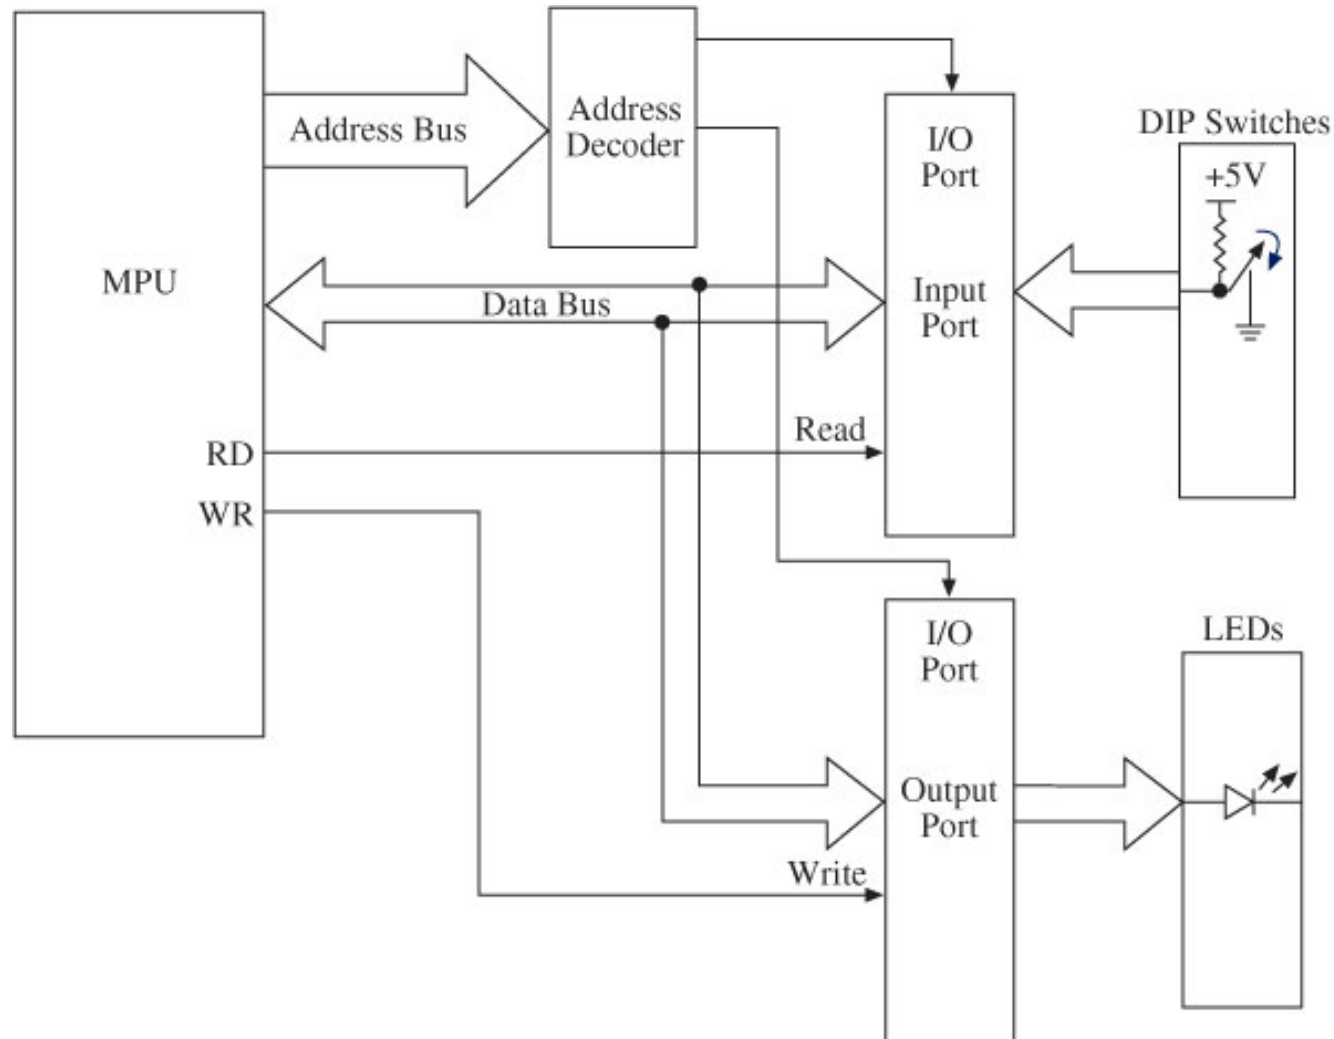 Address Bus
Address
Decoder
I/O
Port
DIP Switches
+5V
MPU
Data Bus
Input
Port
Read
RD
WR
I/O
Port
LEDs
Output
Port
Write